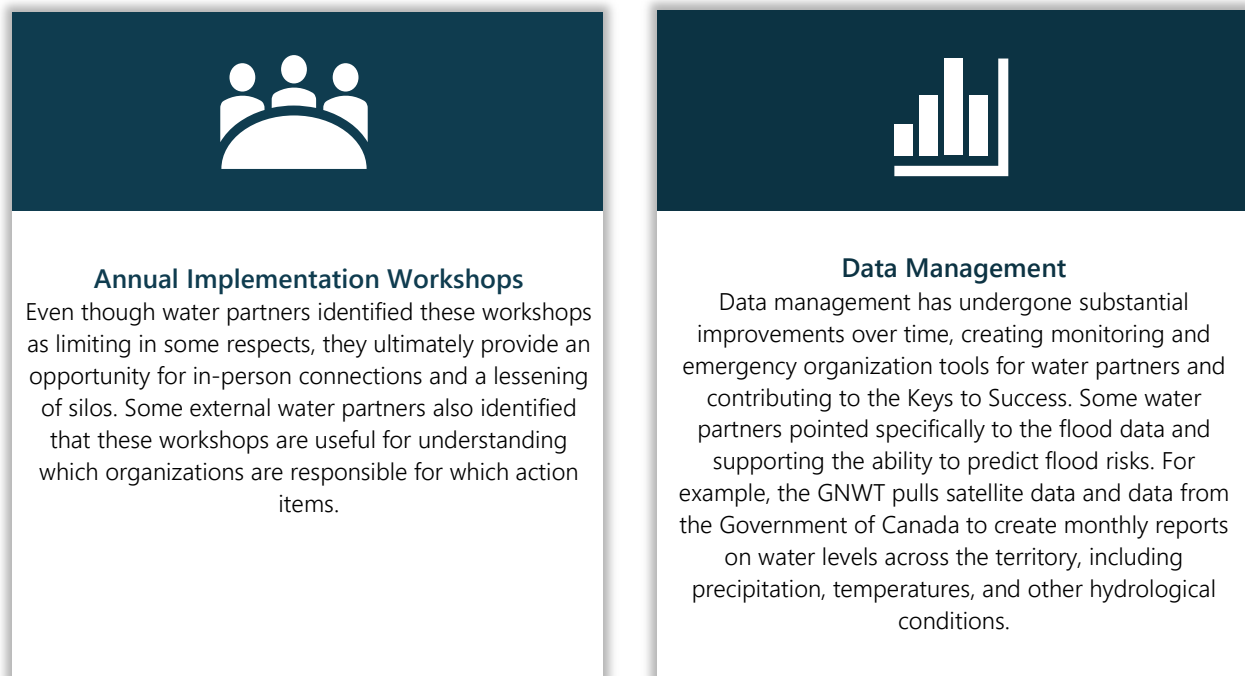 Annual Implementation Workshops
Even though water partners identified these workshops
as limiting in some respects, they ultimately provide an
opportunity for in-person connections and a lessening
of silos. Some external water partners also identified
that these workshops are useful for understanding
which organizations are responsible for which action
items.
Data Management
Data management has undergone substantial
improvements over time, creating monitoring and
emergency organization tools for water partners and
contributing to the Keys to Success. Some water
partners pointed specifically to the flood data and
supporting the ability to predict flood risks. For
example, the GNWT pulls satellite data and data from
the Government of Canada to create monthly reports
on water levels across the territory, including
precipitation, temperatures, and other hydrological
conditions.